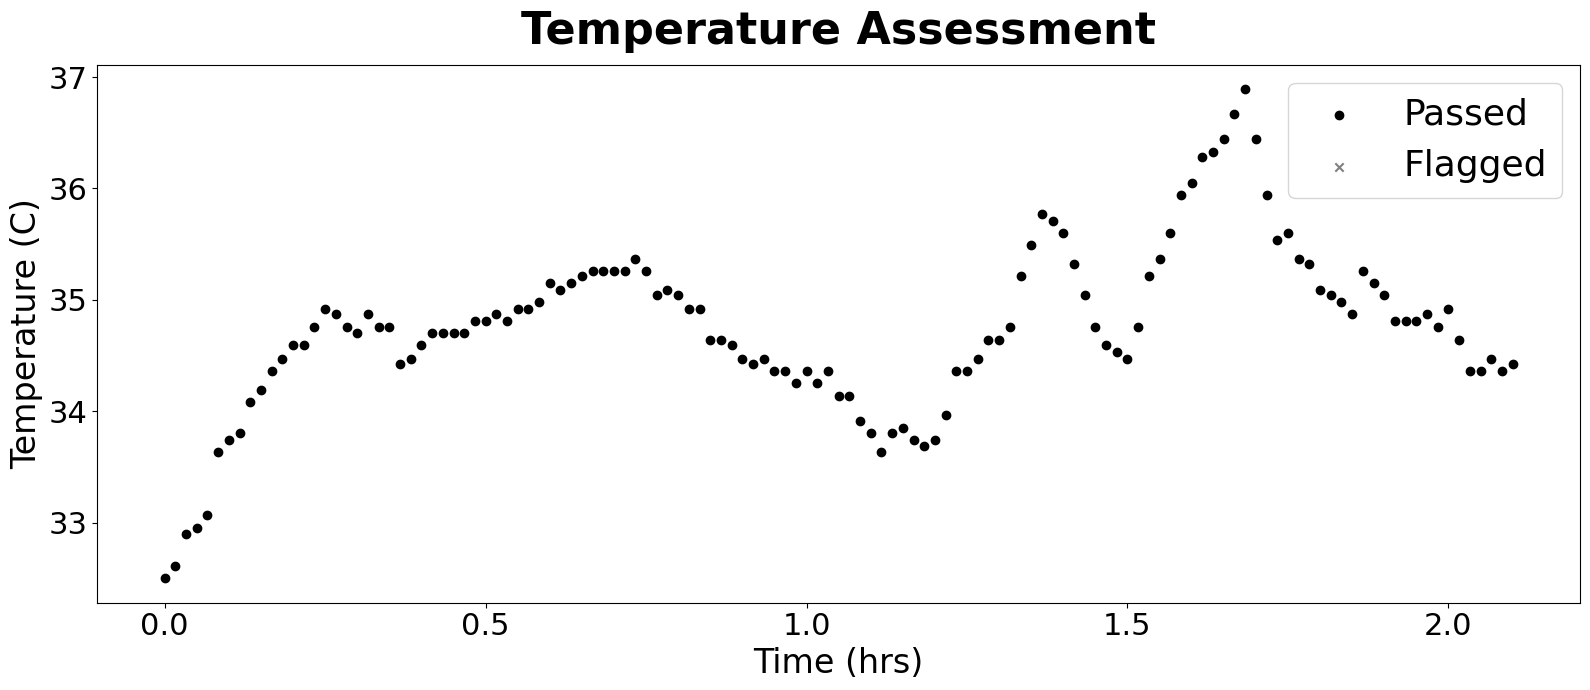 Temperature Assessment
37
36
35
34
33
Temperature (C)
Passed
Flagged
0.0 0.5 1.0 1.5 2.0
Time (hrs)